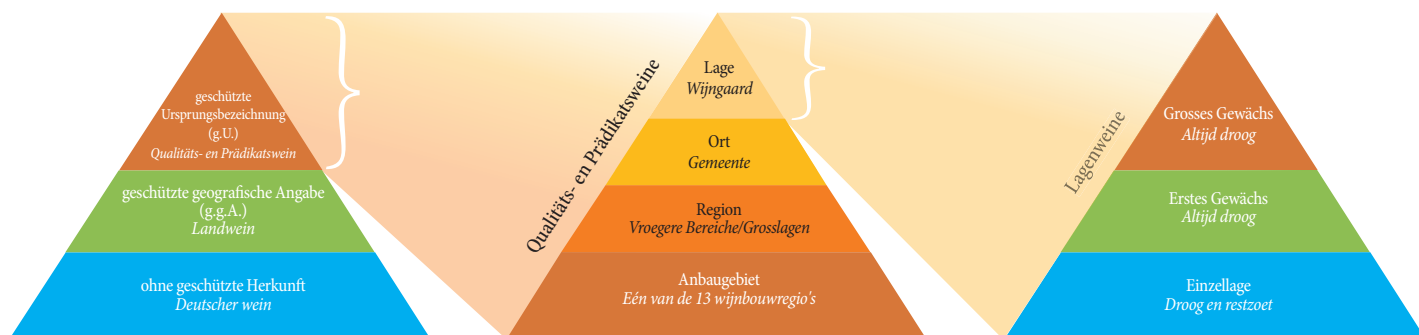 geschützte
Ursprungsbezeichnung
(g.U.)
Qualitäts- en Prädikatswein
geschützte geografische Angabe
(g.g.A.)
Landwein
ohne geschützte Herkunft
Deutscher wein
Qualitäts- en Prädikatsweine
Lage
Wijngaard
Ort
Gemeente
Region
Vroegere Bereiche/Grosslagen
Anbaugebiet
Eén van de 13 wijnbouwregio's
Lagenweine
Grosses Gewächs
Altijd droog
Erstes Gewächs
Altijd droog
Einzellage
Droog en restzoet